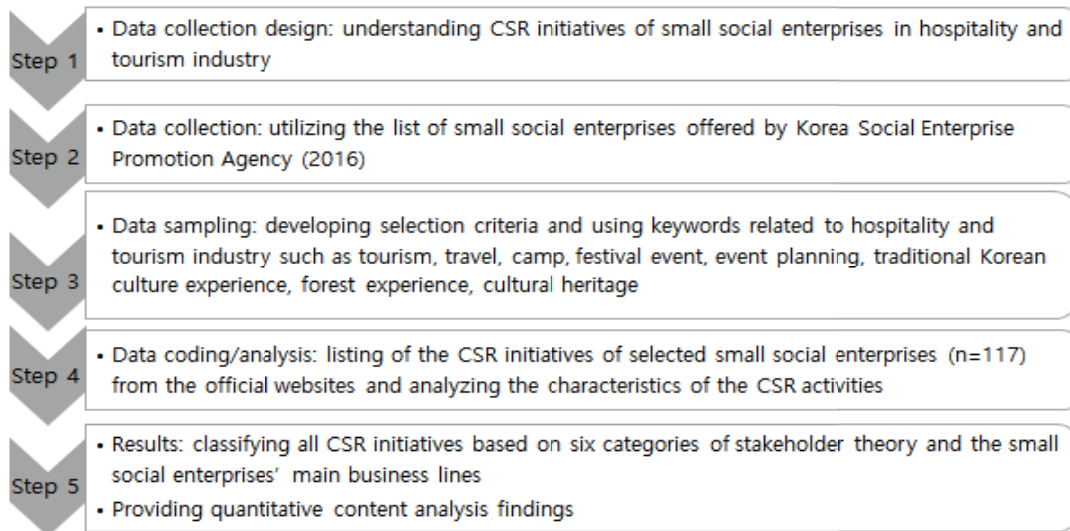 Step 1
• Data collection design: understanding CSR initiatives of small social enterprises in hospitality and
tourism industry
Step 2
• Data collection: utilizing the list of small social enterprises offered by Korea Social Enterprise
Promotion Agency (2016)
Step 3
• Data sampling: developing selection criteria and using keywords related to hospitality and
tourism industry such as tourism, travel, camp, festival event, event planning, traditional Korean
culture experience, forest experience, cultural heritage
Step 4
• Data coding/analysis: listing of the CSR initiatives of selected small social enterprises (n=117)
from the official websites and analyzing the characteristics of the CSR activities
Step 5
• Results: classifying all CSR initiatives based on six categories of stakeholder theory and the small
social enterprises’ main business lines
• Providing quantitative content analysis findings